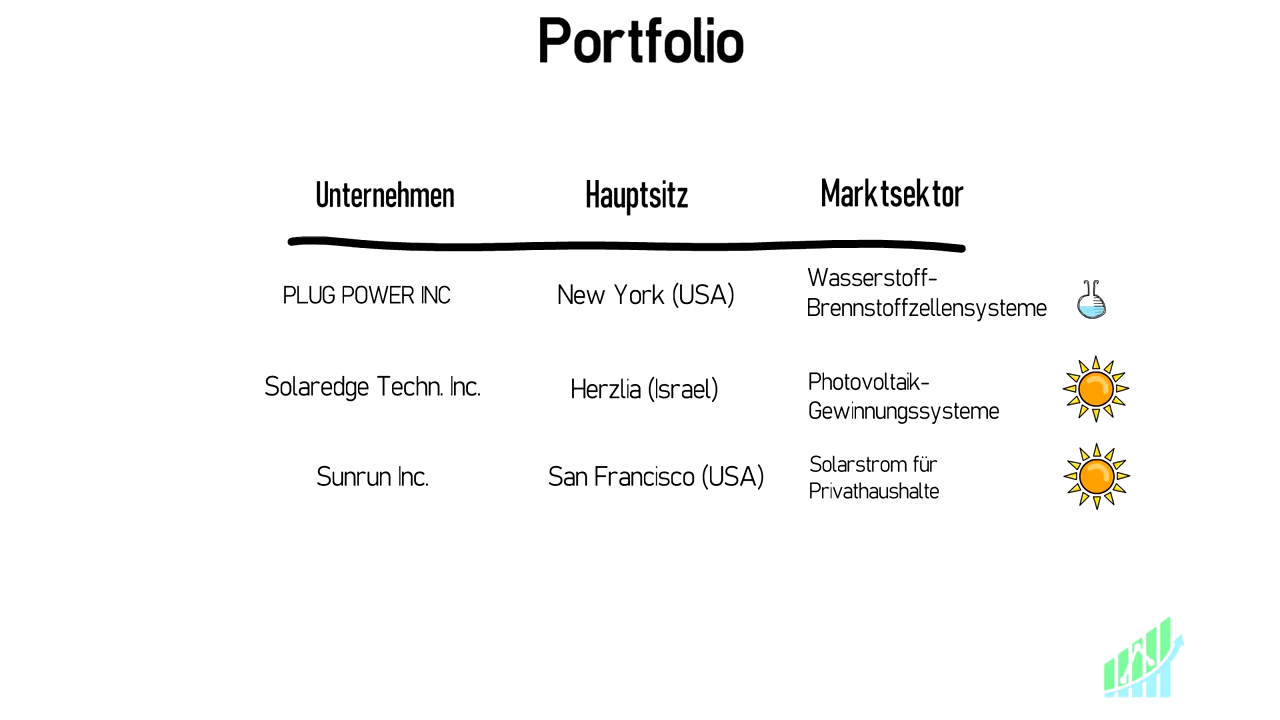 Portfolio
Unternehmen Hauptsitz Marktsektor
PLUG POWER INC New York (USA) Wasserstoff-
Brennstoffzellensysteme
Solaredge Techn. Inc. Herzlia (Israel) Photovoltaik-
Gewinnungssysteme
Sunrun Inc. San Francisco (USA) Solarstrom für
Privathaushalte